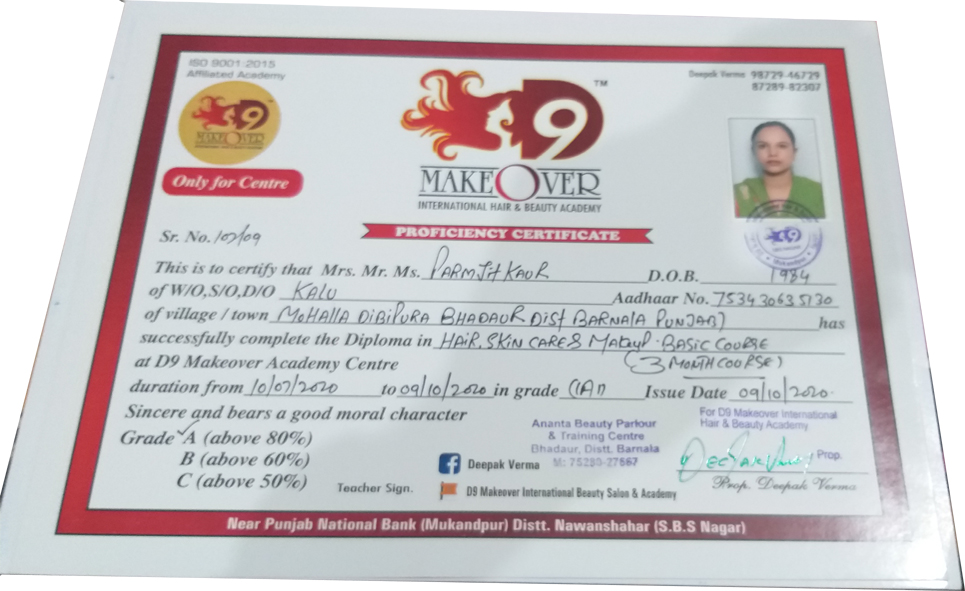 ISO 9001:2015
Affiliated Academy
MAKEOVER
Only for Centre
D9
TM
MAKEOVER
INTERNATIONAL HAIR & BEAUTY ACADEMY
Deepak Verma 98729-46729
87289-82307
PROFICIENCY CERTIFICATE
Sr. No. 107/09
This is to certify that Mrs. Mr. Ms. PARMJIT KAUR D.O.B. 1984
of W/O,S/O,D/O KALU Aadhaar No. 753430635130
of village / town MOHALLA DIBIPURA BHADAUR DIST BARNALA PUNJAB) has
successfully complete the Diploma in HAIR, SKIN CARE & Makeup. BASIC COURSE
at D9 Makeover Academy Centre (3 MONTH COURSE)
duration from 10/07/2020 to 09/10/2020 in grade "A" Issue Date 09/10/2020.
Sincere and bears a good moral character
Grade A (above 80%)
B (above 60%)
C (above 50%)
Teacher Sign.
Ananta Beauty Parlour
& Training Centre
Bhadaur, Distt. Barnala
M: 75280-27667
Deepak Verma
D9 Makeover International Beauty Salon & Academy
For D9 Makeover International
Hair & Beauty Academy
Prop.
Prop. Deepak Verma
Near Punjab National Bank (Mukandpur) Distt. Nawanshahar (S.B.S Nagar)